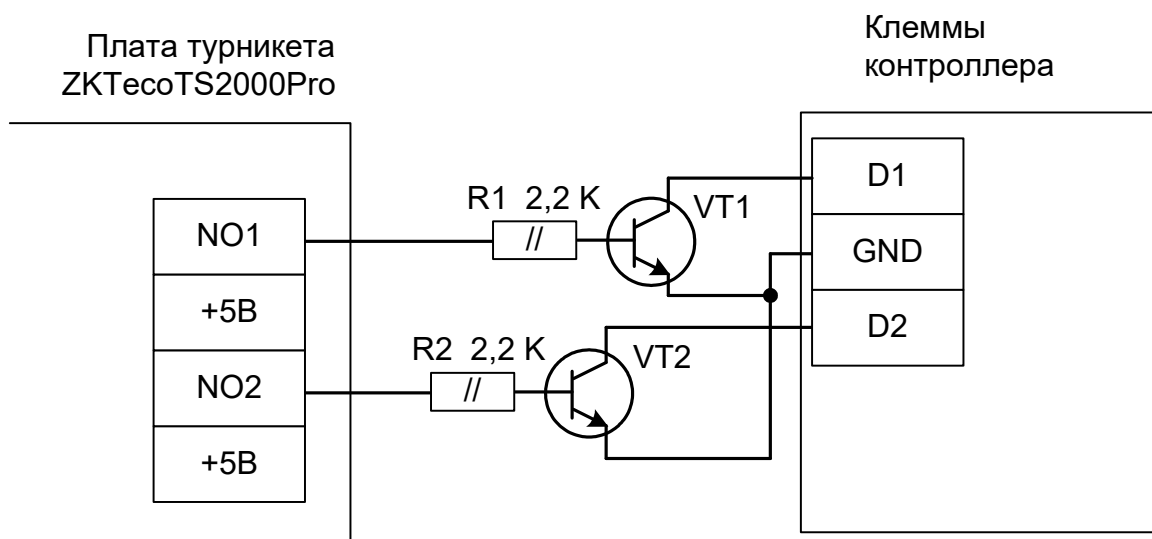 Плата турникета
ZKTecoTS2000Pro
Клеммы
контроллера
NO1
+5В
NO2
+5В
R1 2,2 K
//
VT1
R2 2,2 K
//
VT2
D1
GND
D2